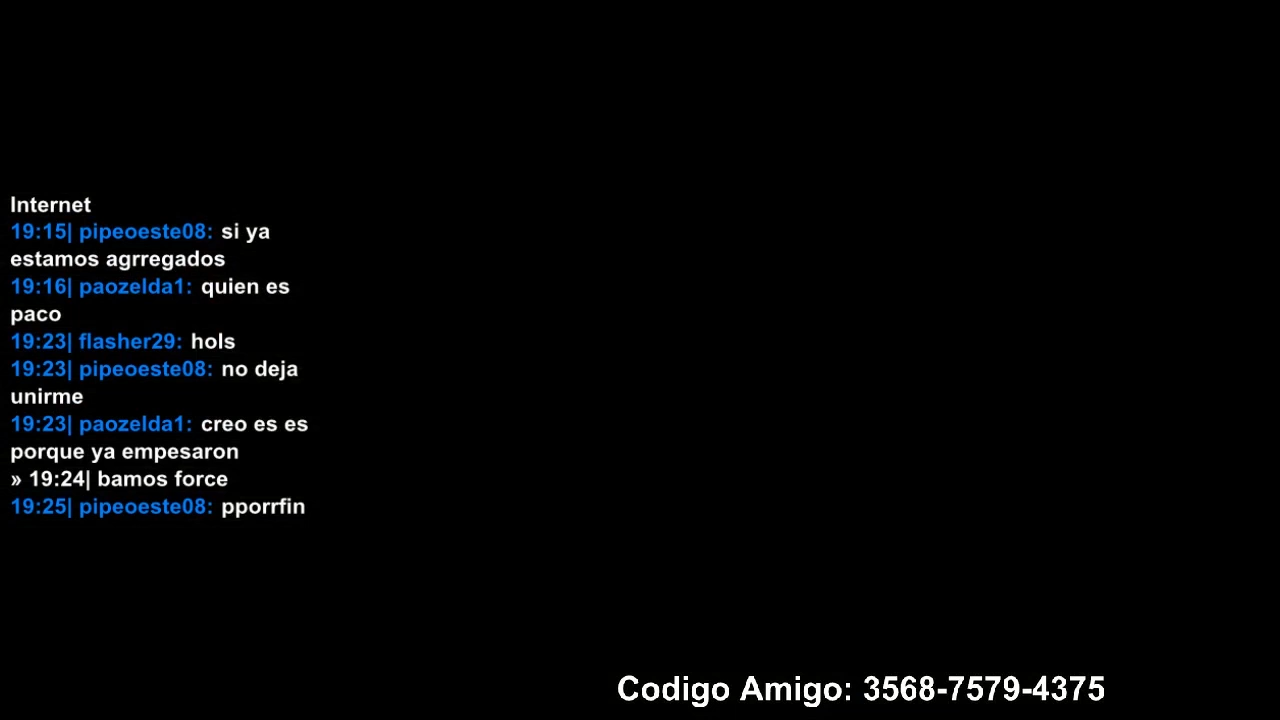 Internet
19:15| pipeoeste08: si ya
estamos agrregados
19:16| paozelda1: quien es
paco
19:23| flasher29: hols
19:23| pipeoeste08: no deja
unirme
19:23| paozelda1: creo es es
porque ya empesaron
» 19:24| bamos force
19:25| pipeoeste08: pporrfin
Codigo Amigo: 3568-7579-4375